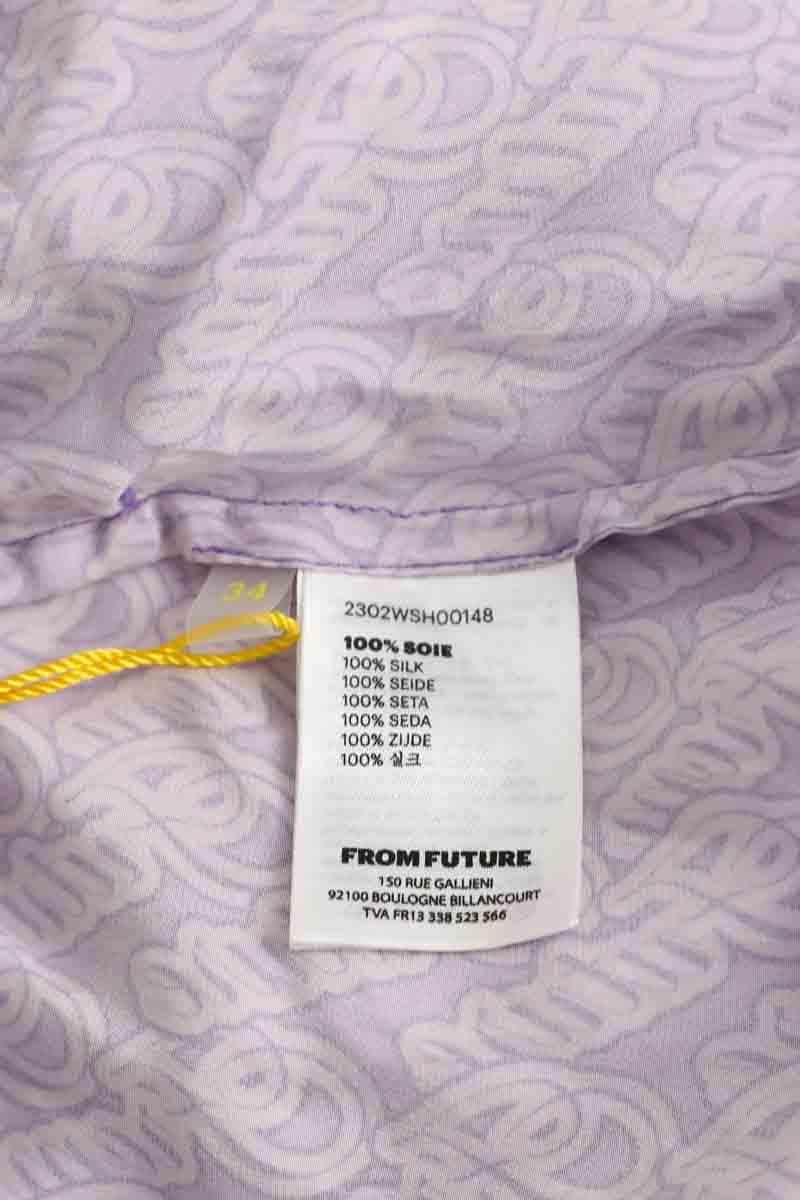 34
2302WSH00148
100% SOIE
100% SILK
100% SEIDE
100% SETA
100% SEDA
100% ZIJDE
100% 실크
FROM FUTURE
150 RUE GALLIENI
92100 BOULOGNE BILLANCOURT
TVA FR13 338 523 566